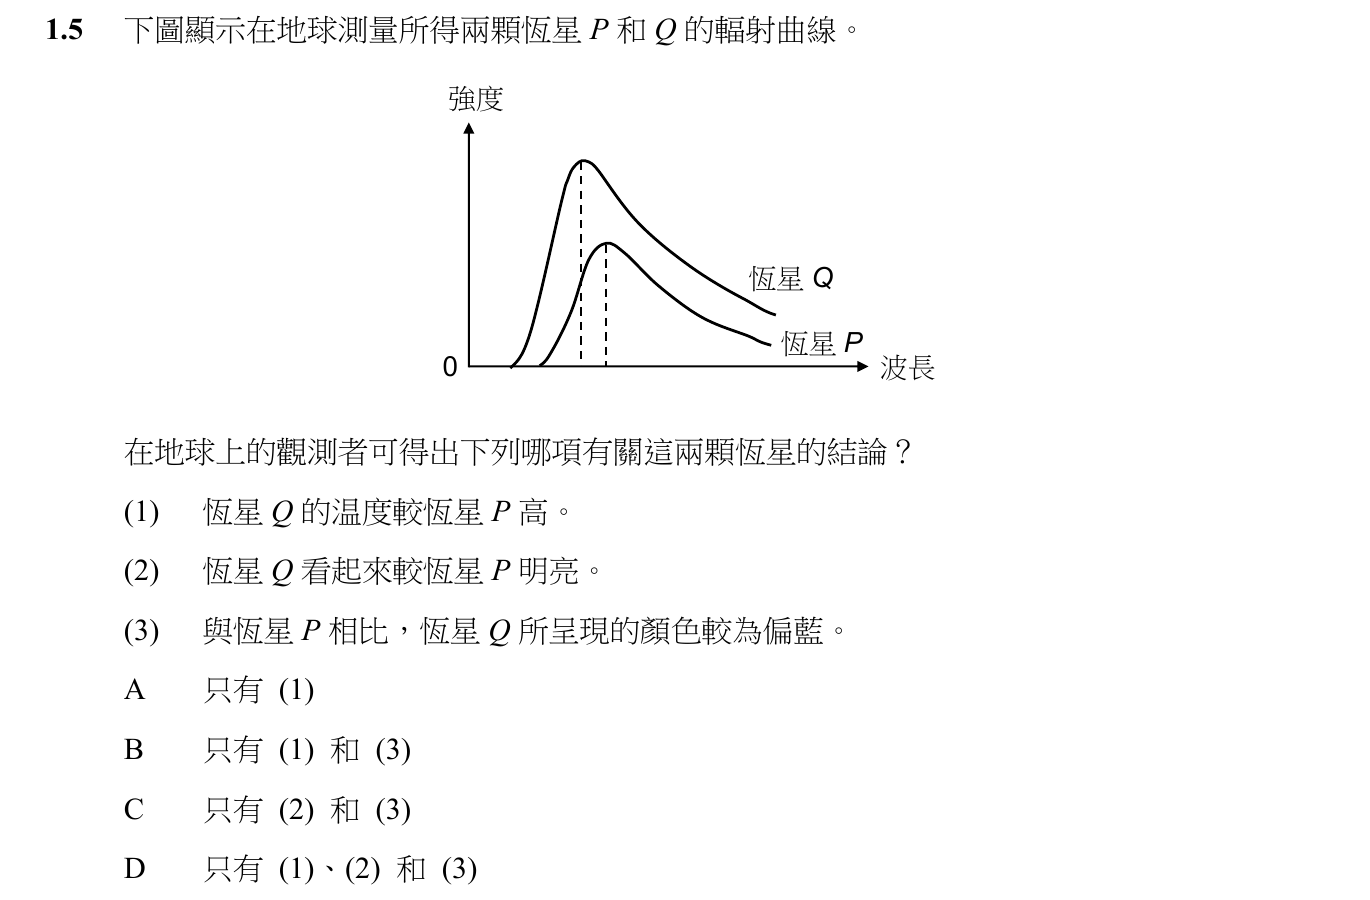 1.5 下圖顯示在地球測量所得兩顆恆星 P 和 Q 的輻射曲線。
強度
恆星 Q
恆星 P
0
波長
在地球上的觀測者可得出下列哪項有關這兩顆恆星的結論？
(1) 恆星 Q 的温度較恆星 P 高。
(2) 恆星 Q 看起來較恆星 P 明亮。
(3) 與恆星 P 相比，恆星 Q 所呈現的顏色較為偏藍。
A 只有 (1)
B 只有 (1) 和 (3)
C 只有 (2) 和 (3)
D 只有 (1)、(2) 和 (3)